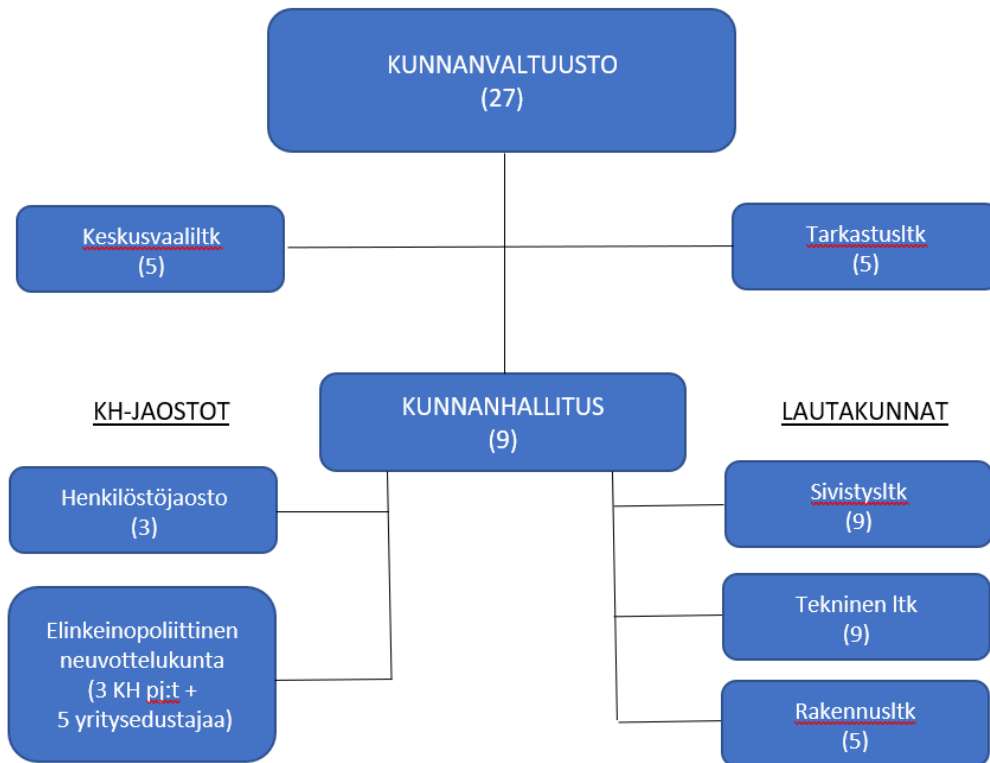 KUNNANVALTUUSTO
(27)
Keskusvaaliltk
(5)
Tarkastusltk
(5)
KH-JAOSTOT
KUNNANHALLITUS
(9)
LAUTAKUNNAT
Henkilöstöjaosto
(3)
Sivistysltk
(9)
Elinkeinopoliittinen
neuvottelukunta
(3 KH pj:t +
5 yritysedustajaa)
Tekninen ltk
(9)
Rakennusltk
(5)